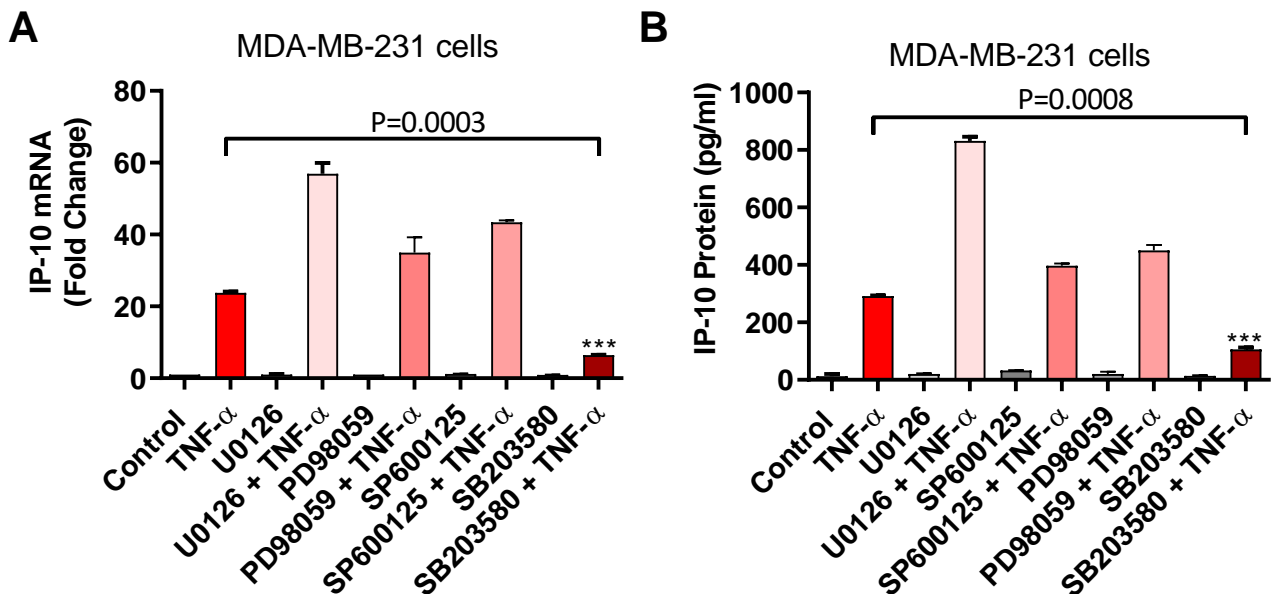 A
MDA-MB-231 cells
IP-10 mRNA
(Fold Change)
80
60
40
20
0
P=0.0003
***
Control
TNF-α
U0126
U0126 + TNF-α
PD98059
PD98059 + TNF-α
SP600125
SP600125 + TNF-α
SB203580
SB203580 + TNF-α
B
MDA-MB-231 cells
IP-10 Protein (pg/ml)
1000
800
600
400
200
0
P=0.0008
***
Control
TNF-α
U0126
U0126 + TNF-α
SP600125
SP600125 + TNF-α
PD98059
PD98059 + TNF-α
SB203580
SB203580 + TNF-α